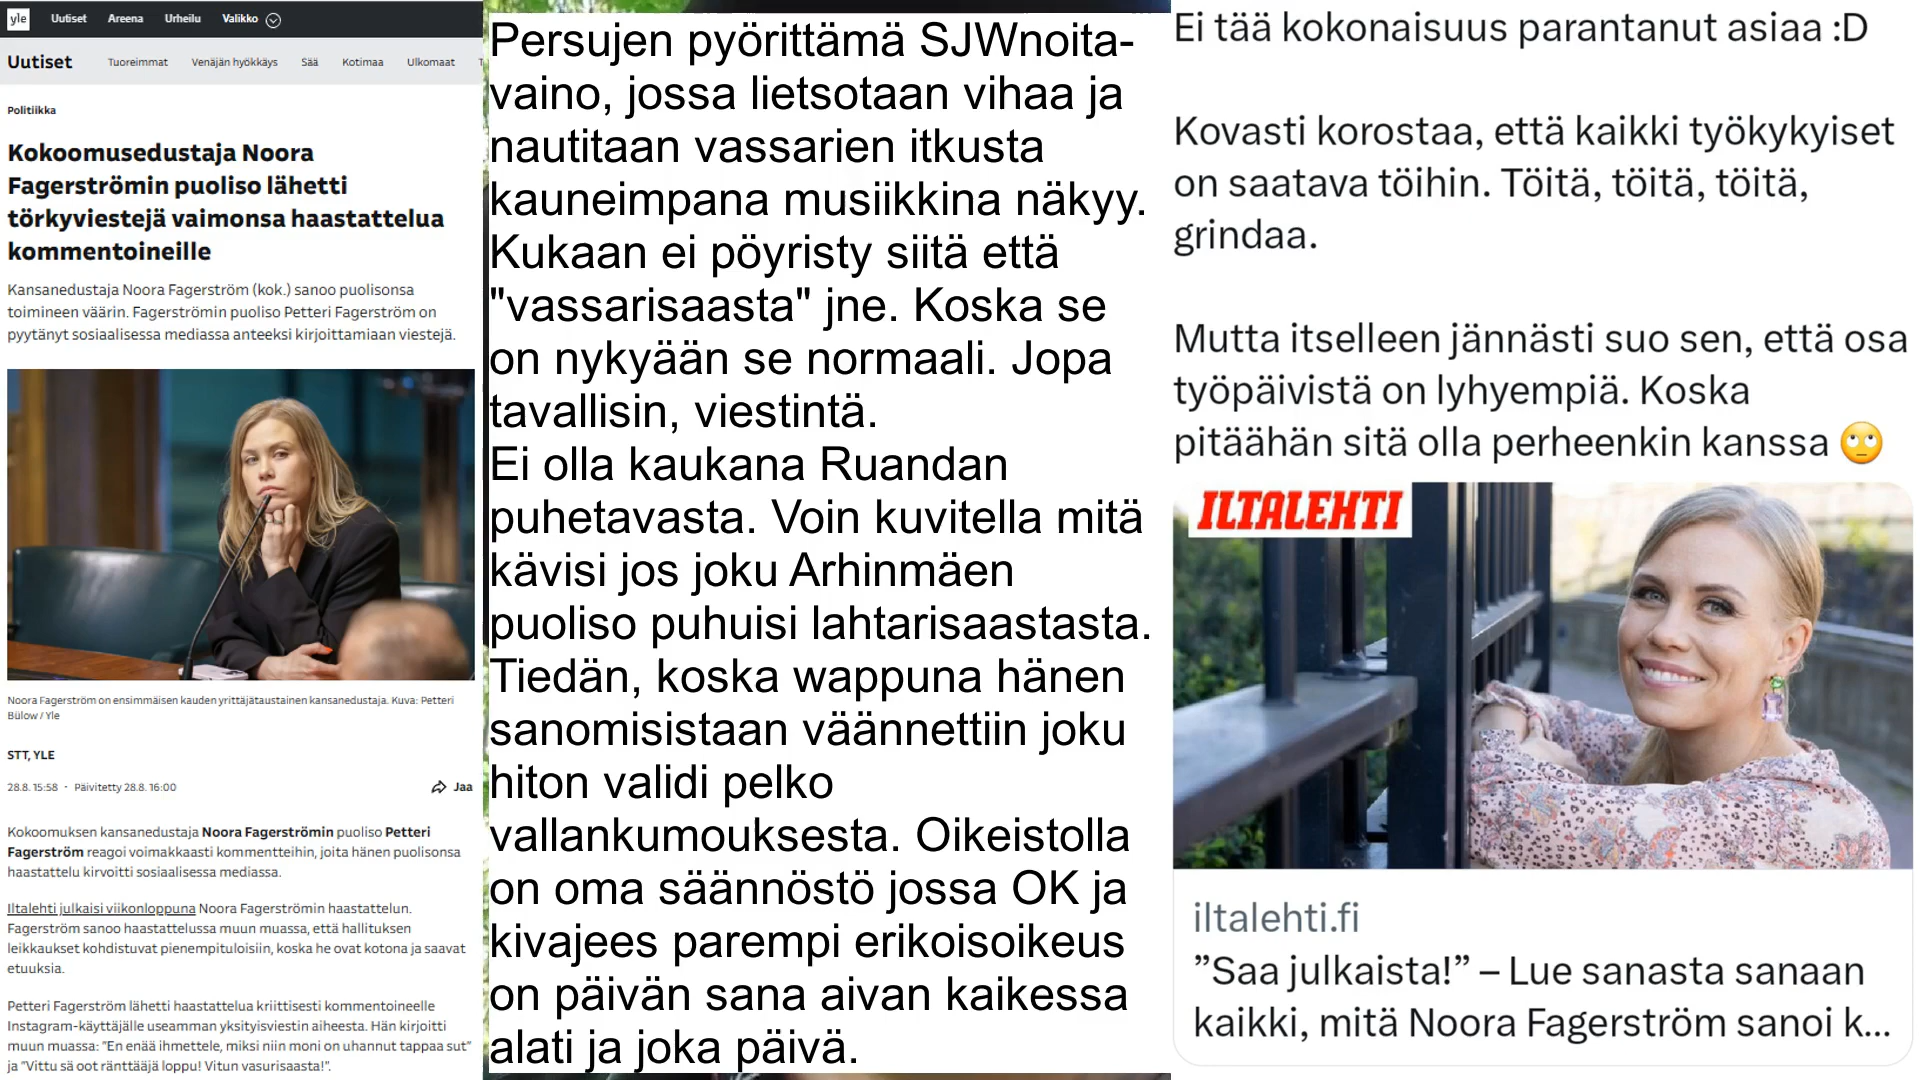 yle
Uutiset Areena Urheilu Valikko
Uutiset Tuoreimmat Venäjän hyökkäys Sää Kotimaa Ulkomaat
Politiikka
Kokoomusedustaja Noora
Fagerströmin puoliso lähetti
törkyviestejä vaimonsa haastattelua
kommentoineille
Kansanedustaja Noora Fagerström (kok.) sanoo puolisonsa
toimineen väärin. Fagerströmin puoliso Petteri Fagerström on
pyytänyt sosiaalisessa mediassa anteeksi kirjoittamiaan viestejä.
Noora Fagerström on ensimmäisen kauden yrittäjätaustainen kansanedustaja. Kuva: Petteri
Bülow / Yle
STT, YLE
28.8. 15:58 · Päivitetty 28.8. 16:00 Jaa
Kokoomuksen kansanedustaja Noora Fagerströmin puoliso Petteri
Fagerström reagoi voimakkaasti kommentteihin, joita hänen puolisonsa
haastattelu kirvoitti sosiaalisessa mediassa.
Iltalehti julkaisi viikonloppuna Noora Fagerströmin haastattelun.
Fagerström sanoo haastattelussa muun muassa, että hallituksen
leikkaukset kohdistuvat pienempituloisiin, koska he ovat kotona ja saavat
etuuksia.
Petteri Fagerström lähetti haastattelua kriittisesti kommentoineelle
Instagram-käyttäjälle useamman yksityisviestin aiheesta. Hän kirjoitti
muun muassa: "En enää ihmettele, miksi niin moni on uhannut tappaa sut"
ja "Vittu sä oot ränttääjä loppu! Vitun vasurisaasta!".
Persujen pyörittämä SJWnoita-
vaino, jossa lietsotaan vihaa ja
nautitaan vassarien itkusta
kauneimpana musiikkina näkyy.
Kukaan ei pöyristy siitä että
"vassarisaasta" jne. Koska se
on nykyään se normaali. Jopa
tavallisin, viestintä.
Ei olla kaukana Ruandan
puhetavasta. Voin kuvitella mitä
kävisi jos joku Arhinmäen
puoliso puhuisi lahtarisaastasta.
Tiedän, koska wappuna hänen
sanomisistaan väännettiin joku
hiton validi pelko
vallankumouksesta. Oikeistolla
on oma säännöstö jossa OK ja
kivajees parempi erikoisoikeus
on päivän sana aivan kaikessa
alati ja joka päivä.
Ei tää kokonaisuus parantanut asiaa :D
Kovasti korostaa, että kaikki työkykyiset
on saatava töihin. Töitä, töitä, töitä,
grindaa.
Mutta itselleen jännästi suo sen, että osa
työpäivistä on lyhyempiä. Koska
pitäähän sitä olla perheenkin kanssa 🙄
ILTALEHTI
iltalehti.fi
”Saa julkaista!” – Lue sanasta sanaan
kaikki, mitä Noora Fagerström sanoi k...